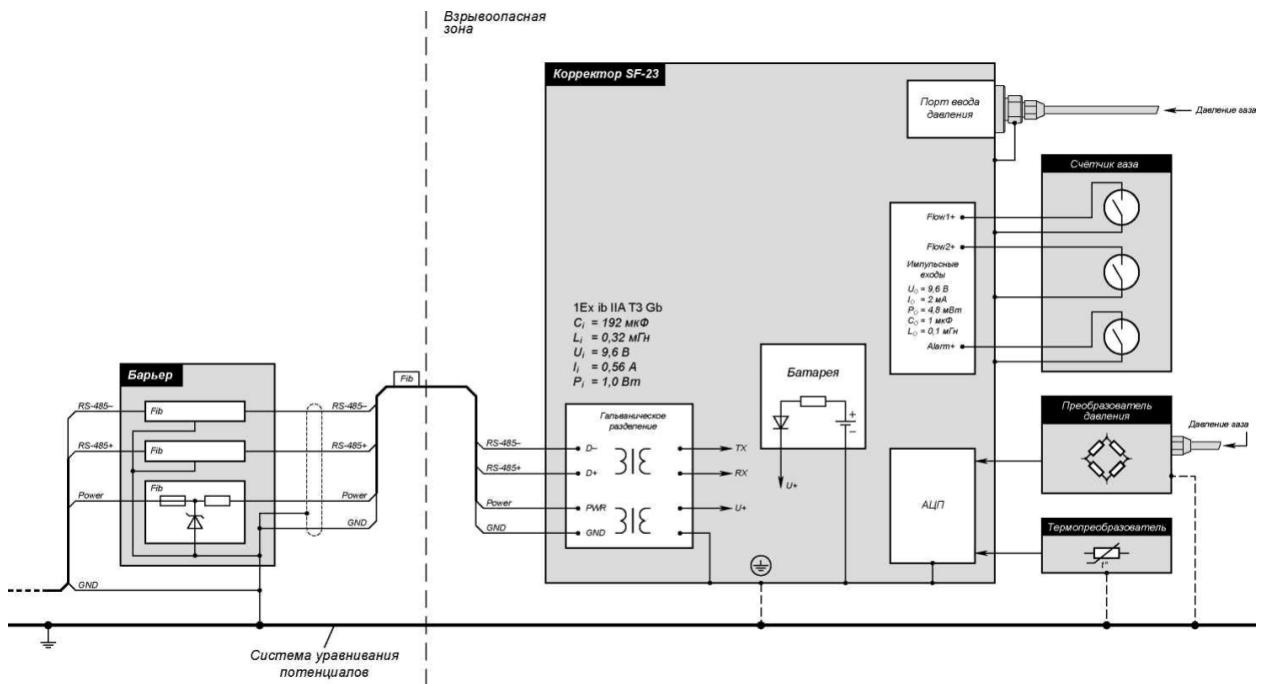 Взрывоопасная
зона
Корректор SF-23
Порт ввода
давления
Давление газа
Счётчик газа
Flow1+
Flow2+
Импульсные
входы
U₀ = 9,6 В
I₀ = 2 мА
P₀ = 4,8 мВт
C₀ = 1 мкФ
L₀ = 0,1 мГн
Alarm+
1Ex ib IIA T3 Gb
Cᵢ = 192 мкФ
Lᵢ = 0,32 мГн
Uᵢ = 9,6 В
Iᵢ = 0,56 А
Pᵢ = 1,0 Вт
Батарея
+
−
U+
Барьер
RS-485–
Fib
RS-485–
RS-485+
Fib
RS-485+
Power
Fib
Power
GND
GND
Fib
Гальваническое
разделение
RS-485–
D–
TX
RS-485+
D+
RX
Power
PWR
U+
GND
GND
АЦП
Преобразователь
давления
Давление газа
Термопреобразователь
t°
Система уравнивания
потенциалов